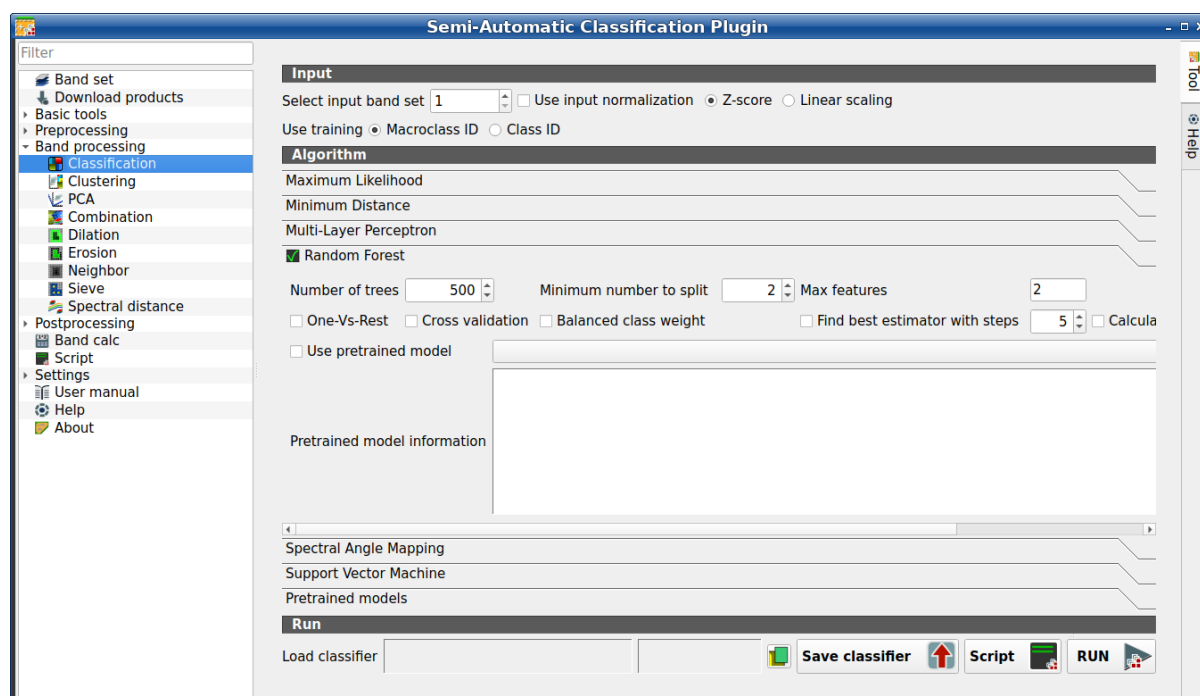 Semi-Automatic Classification Plugin
Filter
Band set
Download products
Basic tools
Preprocessing
Band processing
Classification
Clustering
PCA
Combination
Dilation
Erosion
Neighbor
Sieve
Spectral distance
Postprocessing
Band calc
Script
Settings
User manual
Help
About
Input
Select input band set 1 Use input normalization Z-score Linear scaling
Use training Macroclass ID Class ID
Algorithm
Maximum Likelihood
Minimum Distance
Multi-Layer Perceptron
Random Forest
Number of trees 500 Minimum number to split 2 Max features 2
One-Vs-Rest Cross validation Balanced class weight Find best estimator with steps 5 Calcula
Use pretrained model
Pretrained model information
Spectral Angle Mapping
Support Vector Machine
Pretrained models
Run
Load classifier Save classifier Script RUN
Tool
Help